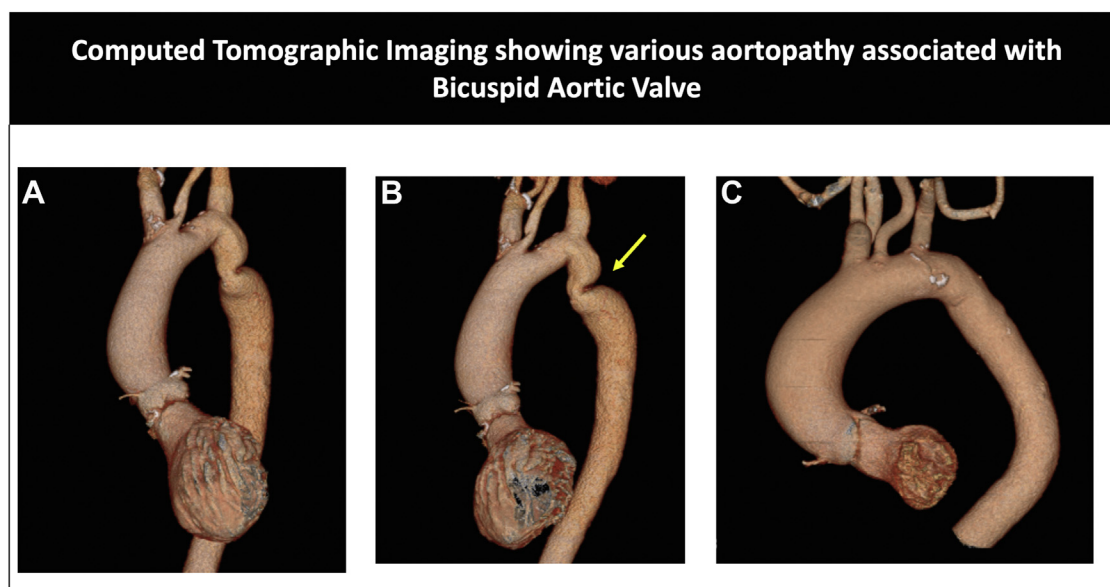 Computed Tomographic Imaging showing various aortopathy associated with
Bicuspid Aortic Valve
A
B
C